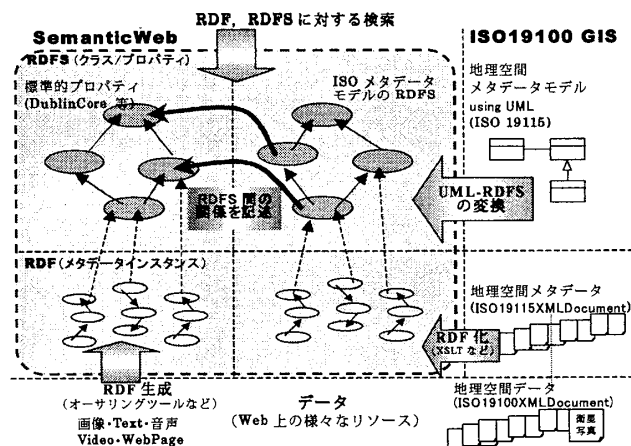 RDF, RDFS に対する検索
SemanticWeb
ISO19100 GIS
RDFS(クラス/プロパティ)
標準的プロパティ
(DublinCore 等)
ISO メタデータ
モデルの RDFS
地理空間
メタデータモデル
using UML
(ISO 19115)
RDFS 間の
関係を記述
UML-RDFS
の変換
RDF(メタデータインスタンス)
地理空間メタデータ
(ISO19115XMLDocument)
RDF 化
(XSLT など)
RDF 生成
(オーサリングツールなど)
画像・Text・音声
Video・WebPage
データ
(Web 上の様々なリソース)
地理空間データ
(ISO19100XMLDocument)
衛星
写真